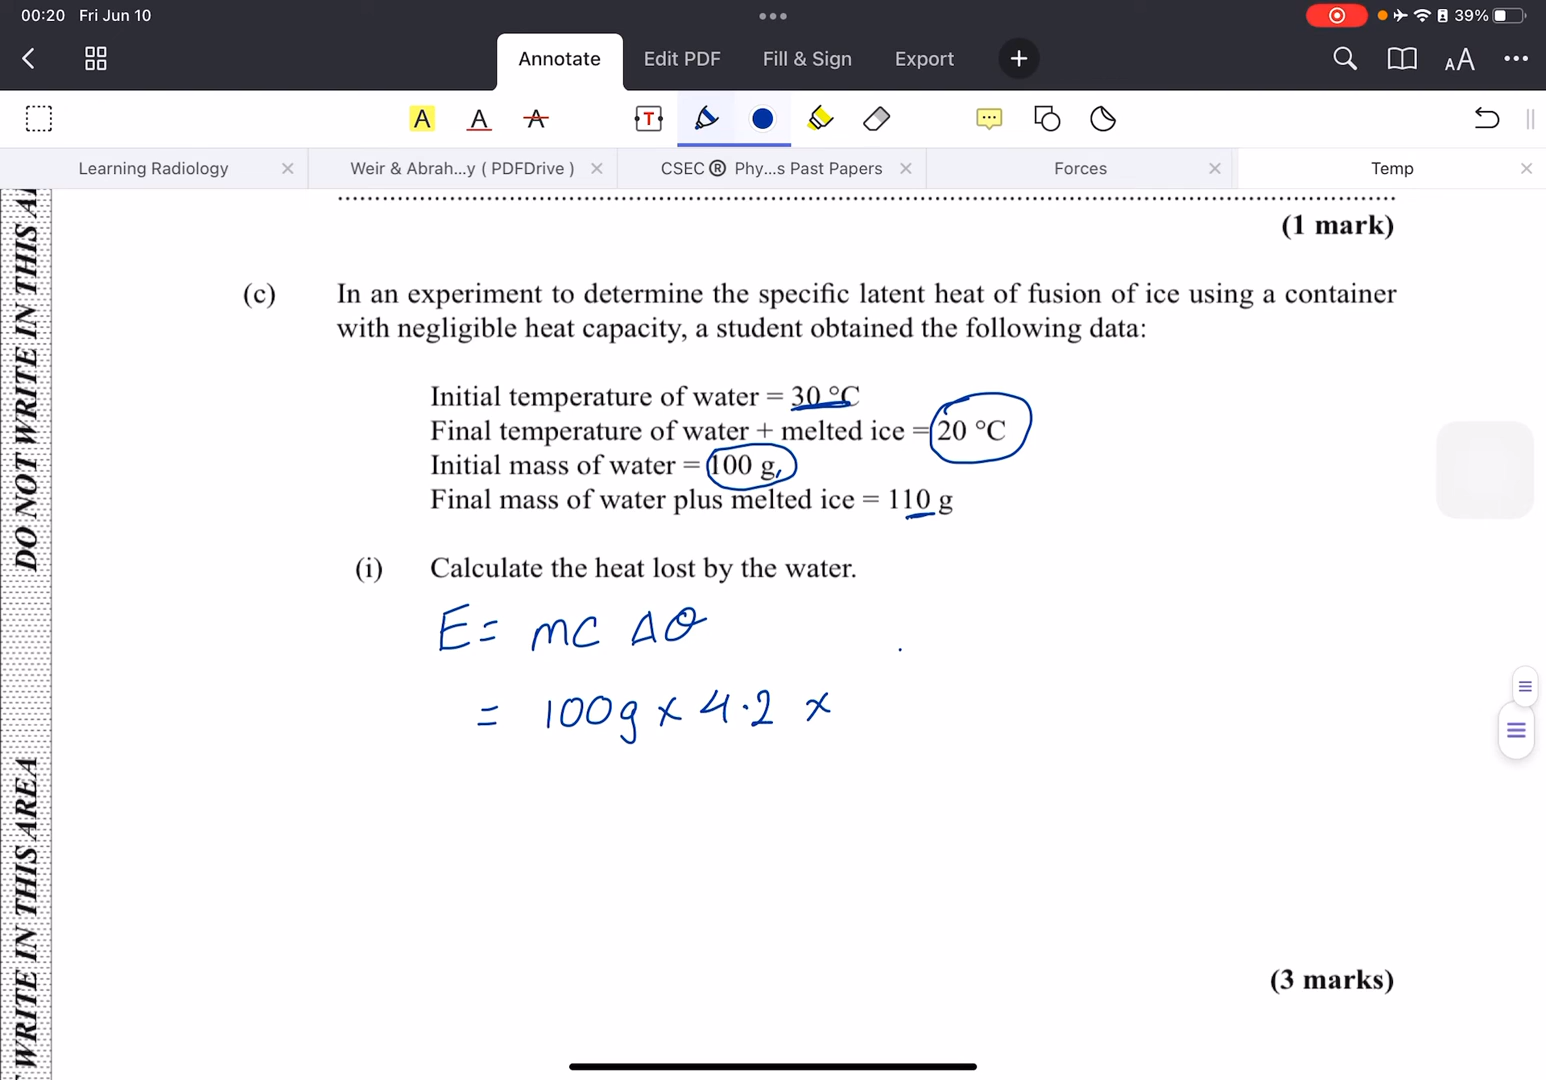 00:20 Fri Jun 10
39%
Annotate Edit PDF Fill & Sign Export +
AA
A A A T
Learning Radiology × Weir & Abrah...y ( PDFDrive ) × CSEC® Phy...s Past Papers × Forces × Temp ×
DO NOT WRITE IN THIS A
(1 mark)
(c) In an experiment to determine the specific latent heat of fusion of ice using a container
with negligible heat capacity, a student obtained the following data:
Initial temperature of water = 30 °C
Final temperature of water + melted ice = 20 °C
Initial mass of water = 100 g,
Final mass of water plus melted ice = 110 g
(i) Calculate the heat lost by the water.
E = mc Δθ
= 100g × 4.2 ×
WRITE IN THIS AREA
(3 marks)